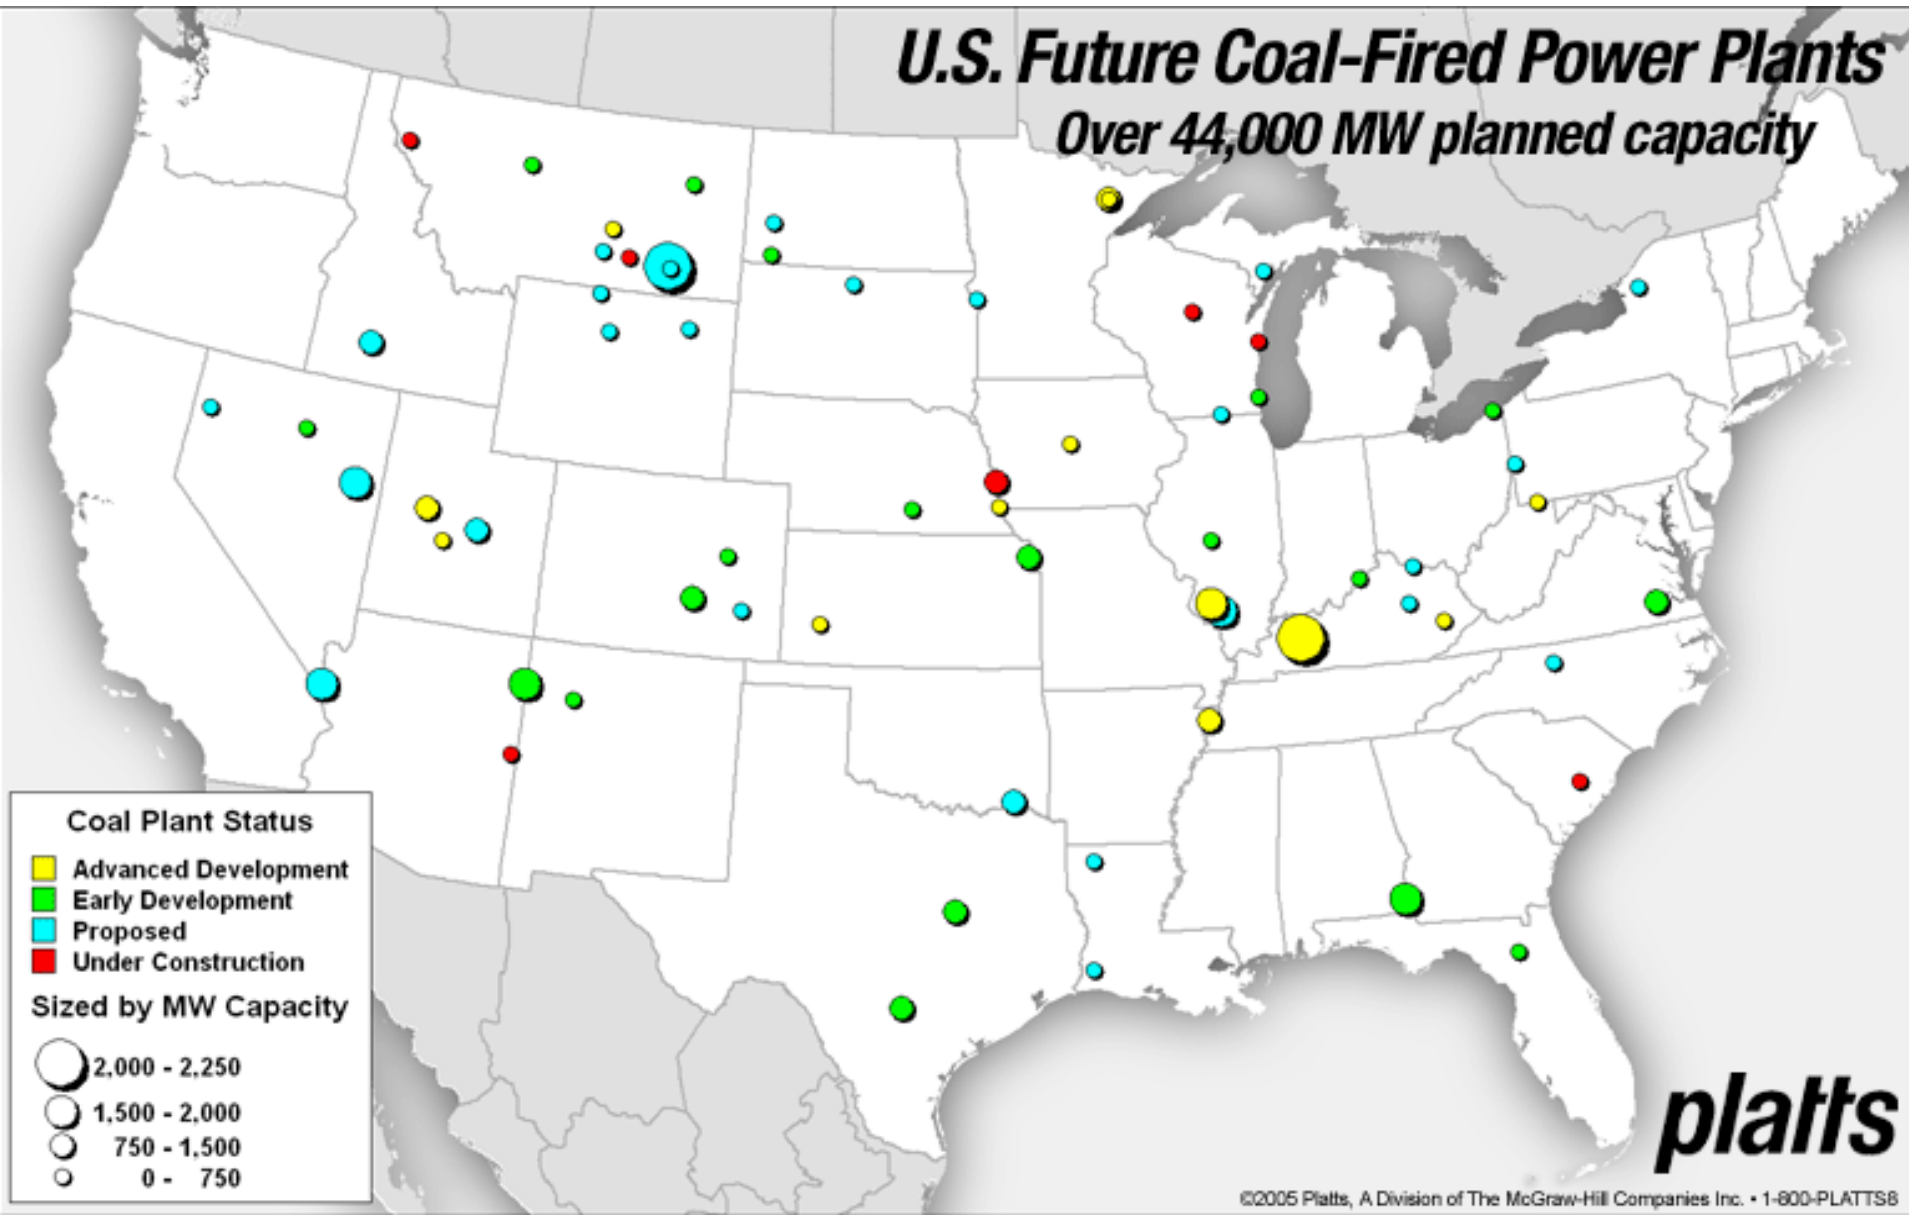 U.S. Future Coal-Fired Power Plants
Over 44,000 MW planned capacity
Coal Plant Status
Advanced Development
Early Development
Proposed
Under Construction
Sized by MW Capacity
2,000 - 2,250
1,500 - 2,000
750 - 1,500
0 - 750
platts
©2005 Platts, A Division of The McGraw-Hill Companies Inc. • 1-800-PLATTS8